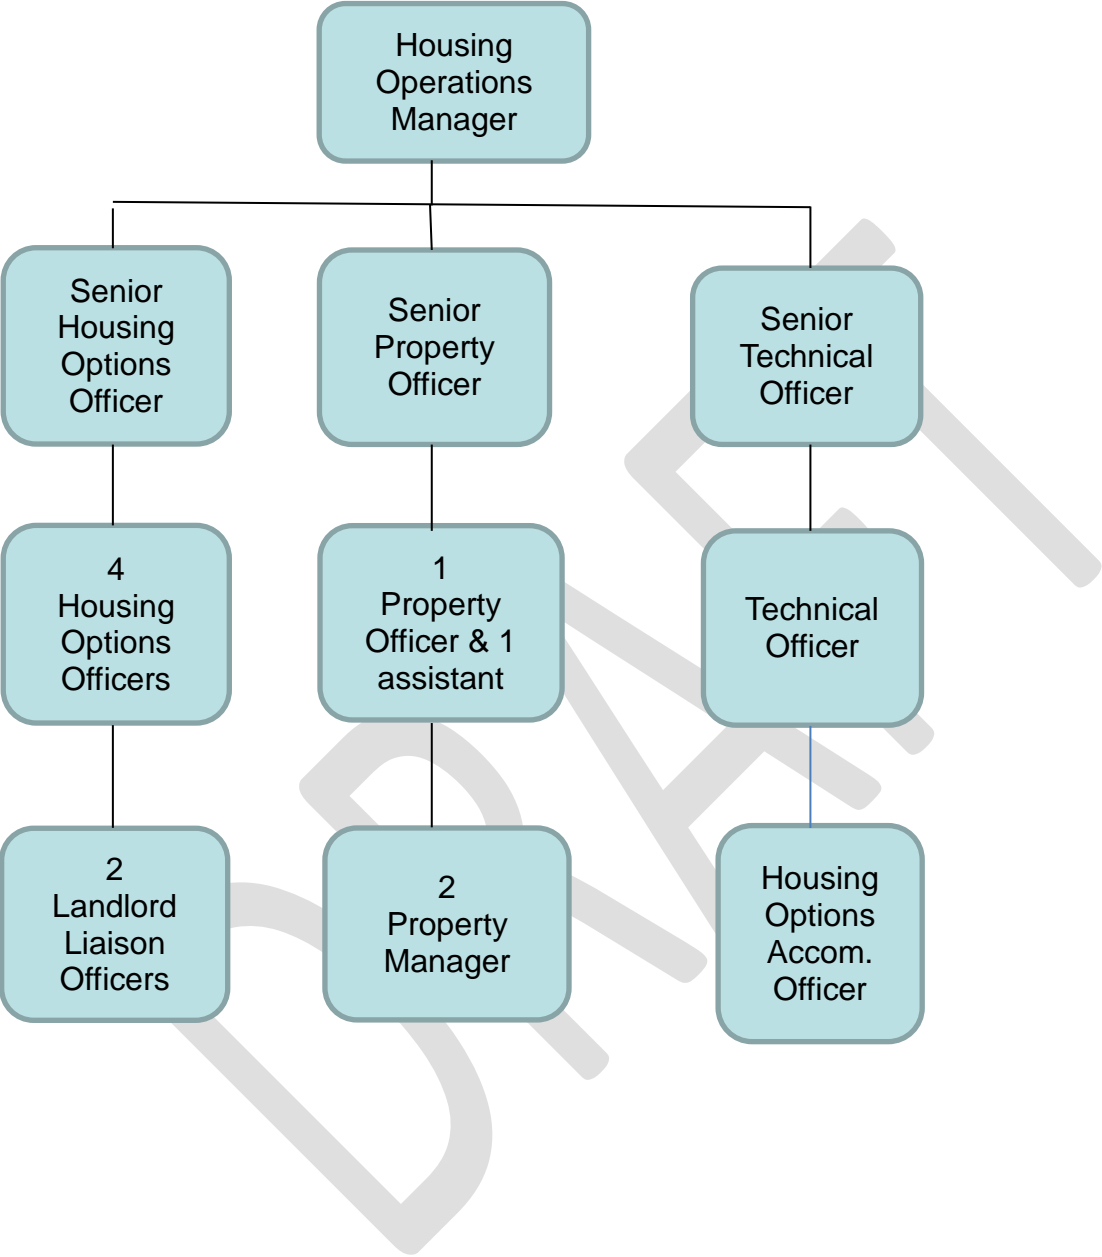 Housing
Operations
Manager
Senior
Housing
Options
Officer
Senior
Property
Officer
Senior
Technical
Officer
4
Housing
Options
Officers
1
Property
Officer & 1
assistant
Technical
Officer
2
Landlord
Liaison
Officers
2
Property
Manager
Housing
Options
Accom.
Officer
DRAFT